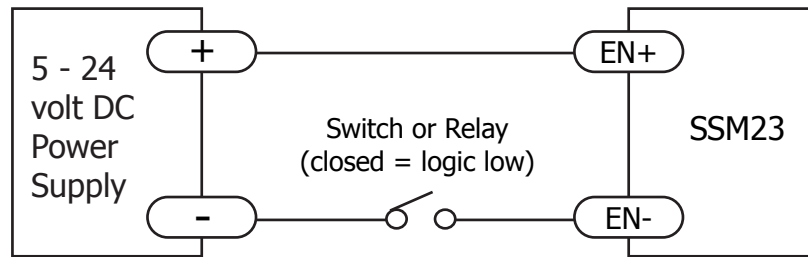 5 - 24
volt DC
Power
Supply
+
-
Switch or Relay
(closed = logic low)
EN+
EN-
SSM23